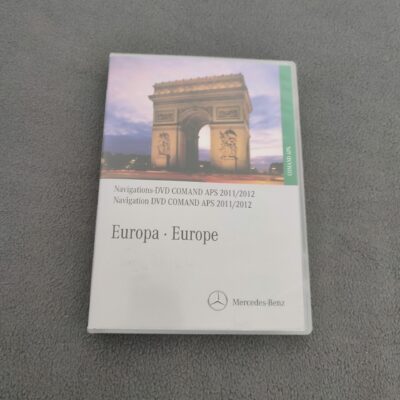 COMAND APS
Navigations-DVD COMAND APS 2011/2012
Navigation DVD COMAND APS 2011/2012
Europa · Europe
Mercedes-Benz